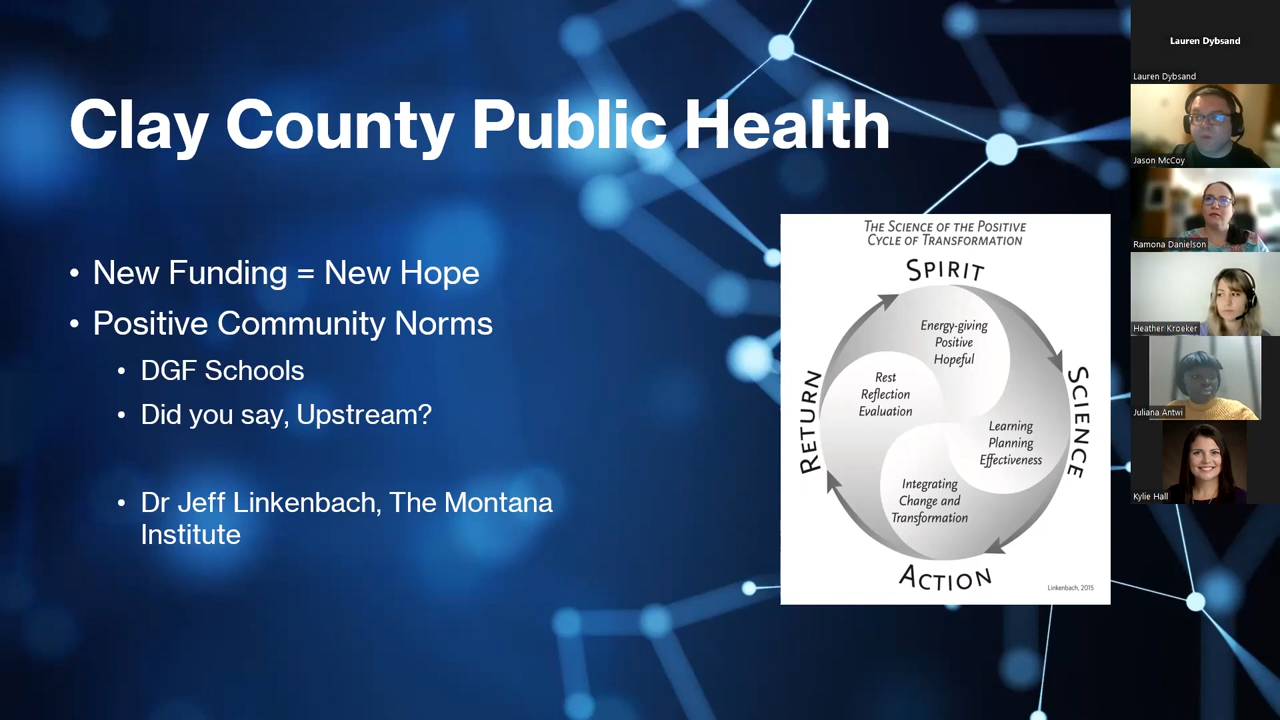 Clay County Public Health
• New Funding = New Hope
• Positive Community Norms
• DGF Schools
• Did you say, Upstream?
• Dr Jeff Linkenbach, The Montana
Institute
THE SCIENCE OF THE POSITIVE
CYCLE OF TRANSFORMATION
SPIRIT
Energy-giving
Positive
Hopeful
SCIENCE
Learning
Planning
Effectiveness
ACTION
Integrating
Change and
Transformation
RETURN
Rest
Reflection
Evaluation
Linkenbach, 2015
Lauren Dybsand
Lauren Dybsand
Jason McCoy
Ramona Danielson
Heather Kroeker
Juliana Antwi
Kylie Hall